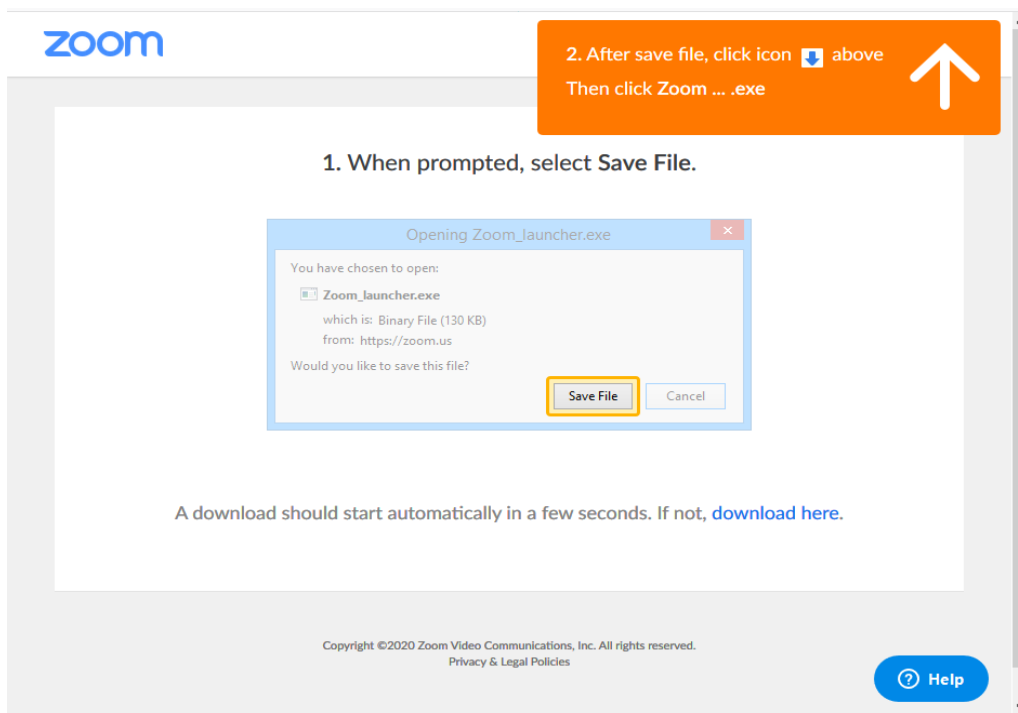 zoom
2. After save file, click icon above
Then click Zoom ... .exe
1. When prompted, select Save File.
Opening Zoom_launcher.exe
You have chosen to open:
Zoom_launcher.exe
which is: Binary File (130 KB)
from: https://zoom.us
Would you like to save this file?
Save File Cancel
A download should start automatically in a few seconds. If not, download here.
Copyright ©2020 Zoom Video Communications, Inc. All rights reserved.
Privacy & Legal Policies
Help